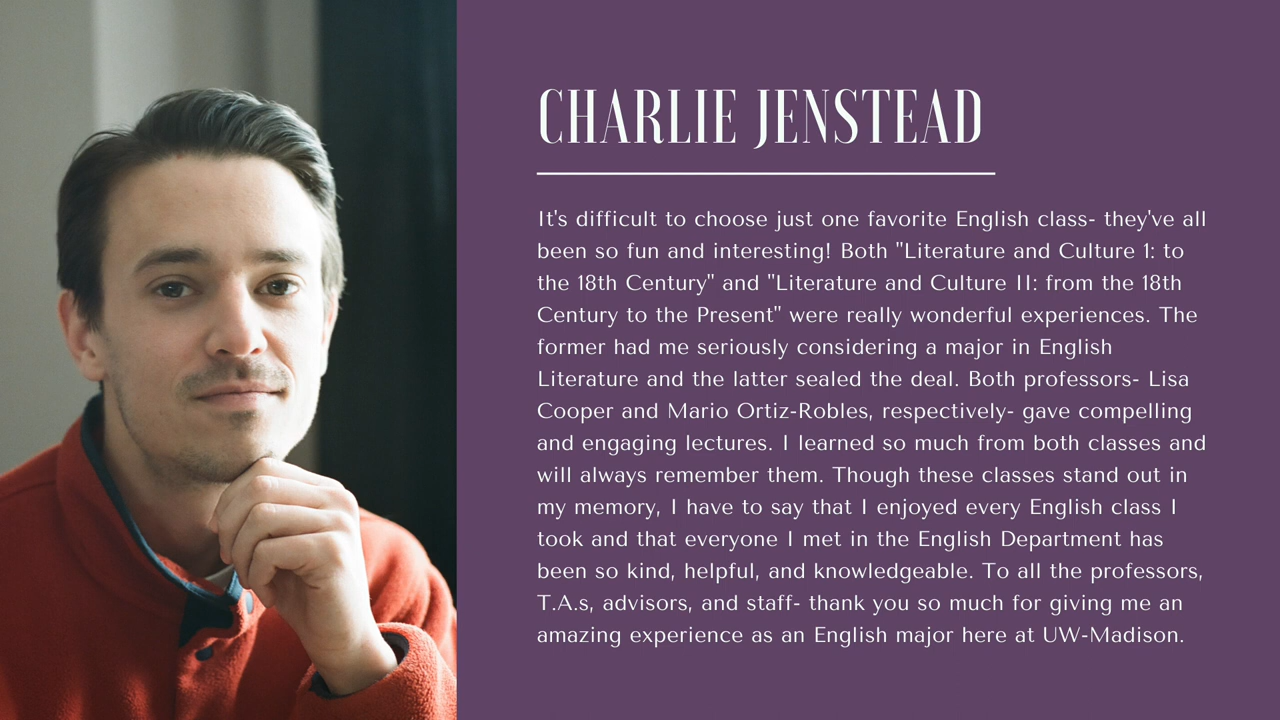 CHARLIE JENSTEAD
It's difficult to choose just one favorite English class- they've all
been so fun and interesting! Both "Literature and Culture 1: to
the 18th Century" and "Literature and Culture II: from the 18th
Century to the Present" were really wonderful experiences. The
former had me seriously considering a major in English
Literature and the latter sealed the deal. Both professors- Lisa
Cooper and Mario Ortiz-Robles, respectively- gave compelling
and engaging lectures. I learned so much from both classes and
will always remember them. Though these classes stand out in
my memory, I have to say that I enjoyed every English class I
took and that everyone I met in the English Department has
been so kind, helpful, and knowledgeable. To all the professors,
T.A.s, advisors, and staff- thank you so much for giving me an
amazing experience as an English major here at UW-Madison.